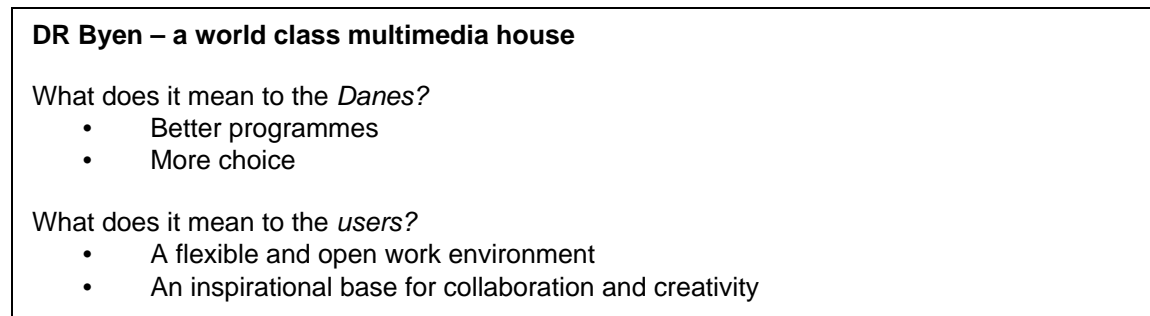 DR Byen – a world class multimedia house
What does it mean to the Danes?
• Better programmes
• More choice
What does it mean to the users?
• A flexible and open work environment
• An inspirational base for collaboration and creativity